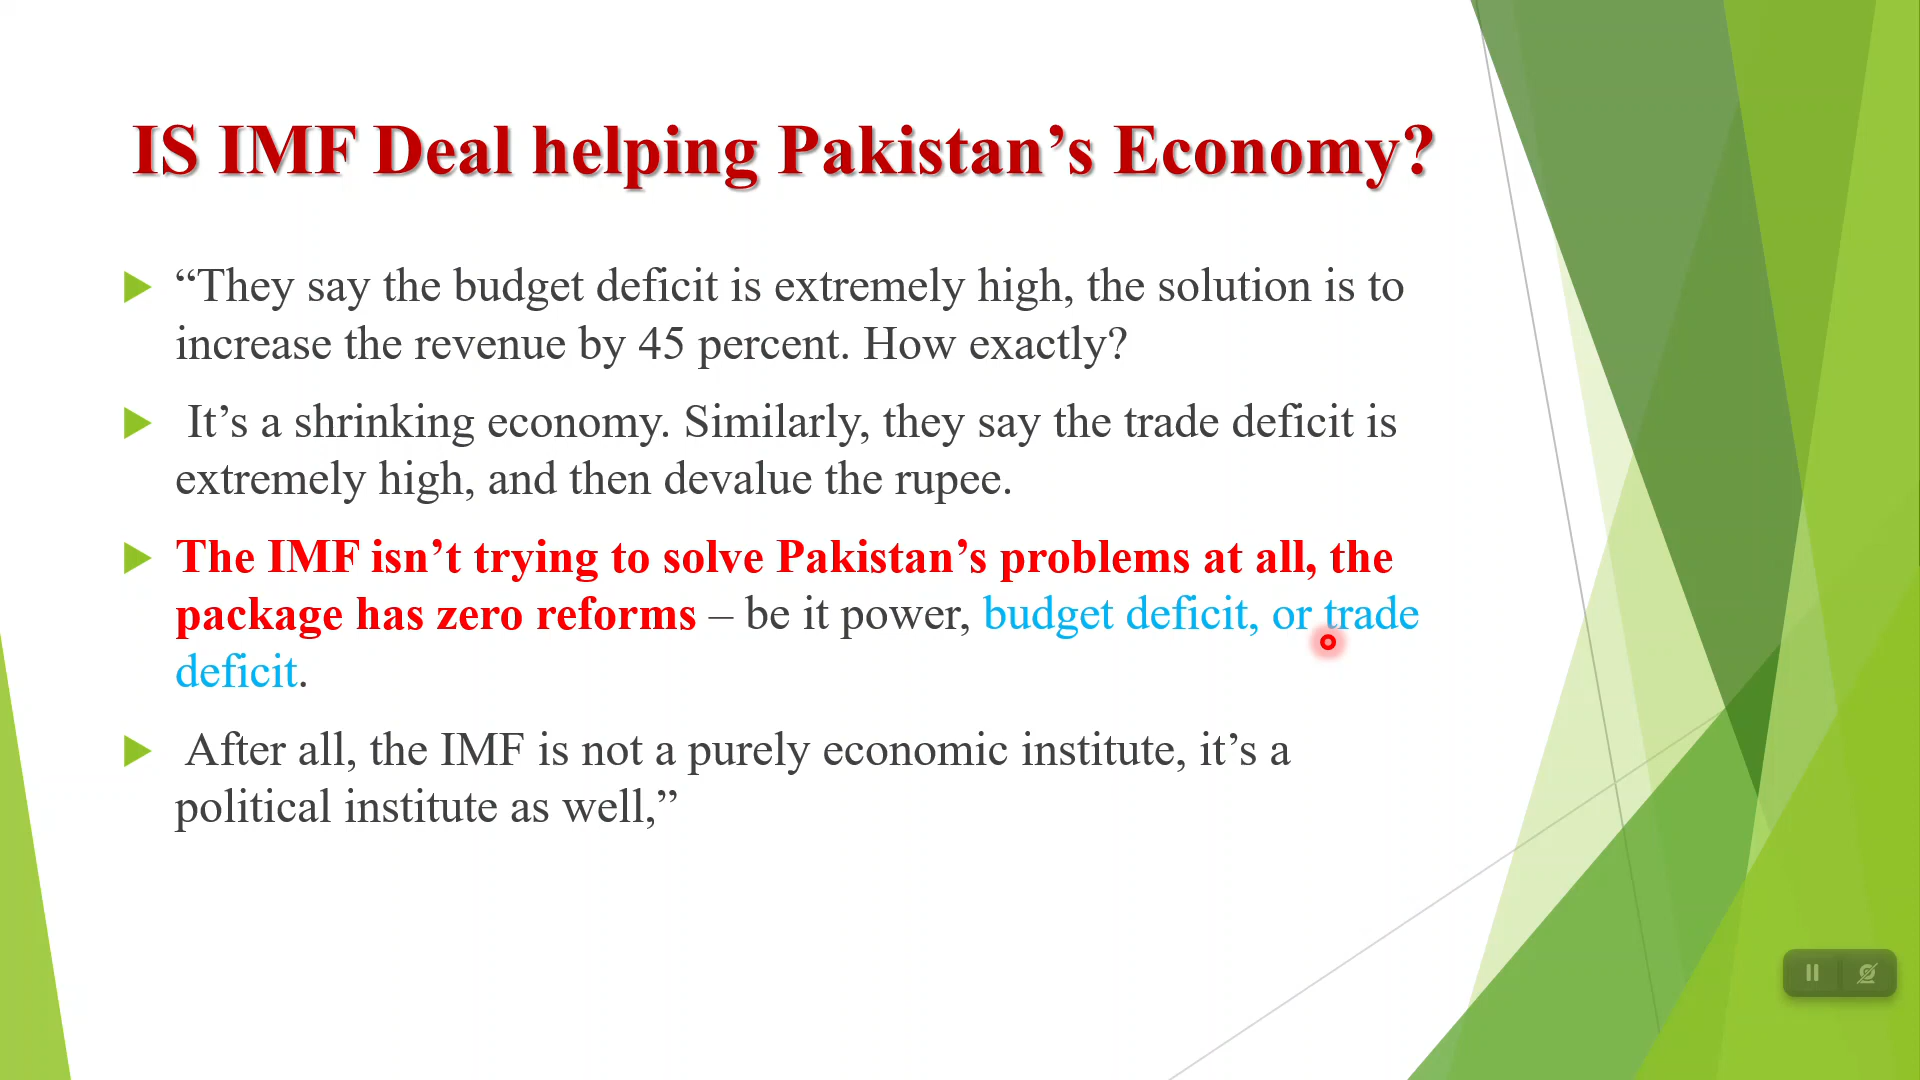 IS IMF Deal helping Pakistan’s Economy?
“They say the budget deficit is extremely high, the solution is to
increase the revenue by 45 percent. How exactly?
It’s a shrinking economy. Similarly, they say the trade deficit is
extremely high, and then devalue the rupee.
The IMF isn’t trying to solve Pakistan’s problems at all, the
package has zero reforms – be it power, budget deficit, or trade
deficit.
After all, the IMF is not a purely economic institute, it’s a
political institute as well,”